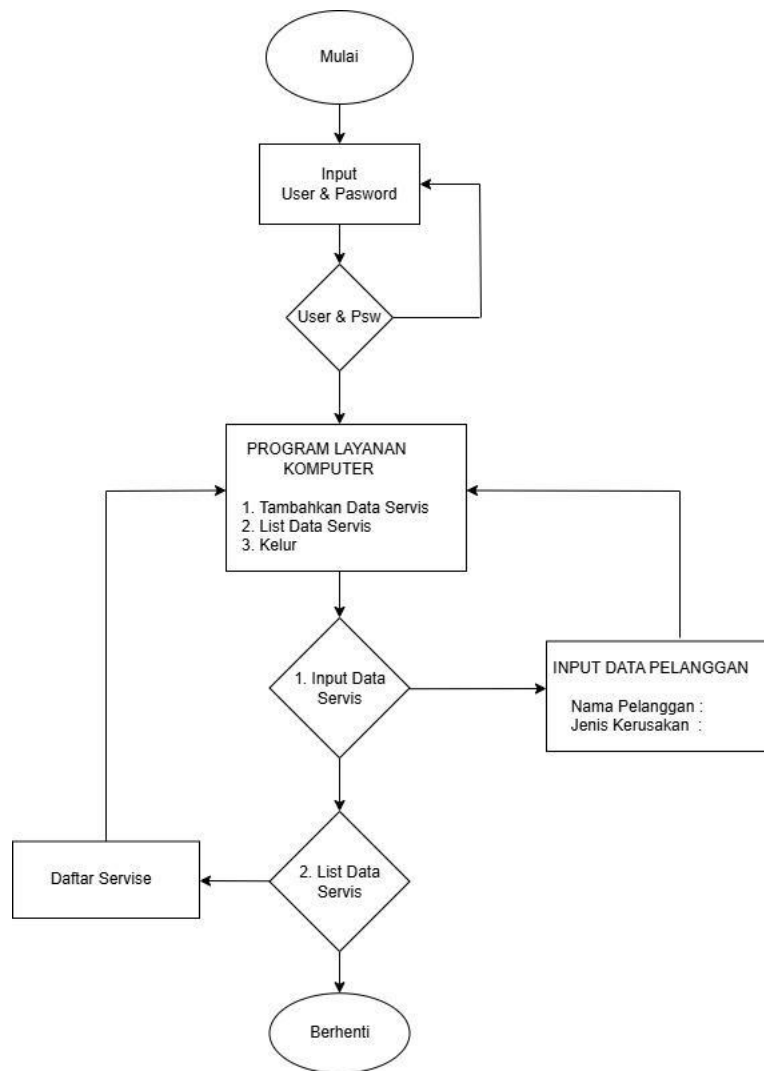 Mulai
Input
User & Pasword
User & Psw
PROGRAM LAYANAN
KOMPUTER
1. Tambahkan Data Servis
2. List Data Servis
3. Kelur
1. Input Data
Servis
INPUT DATA PELANGGAN
Nama Pelanggan :
Jenis Kerusakan :
2. List Data
Servis
Daftar Servise
Berhenti